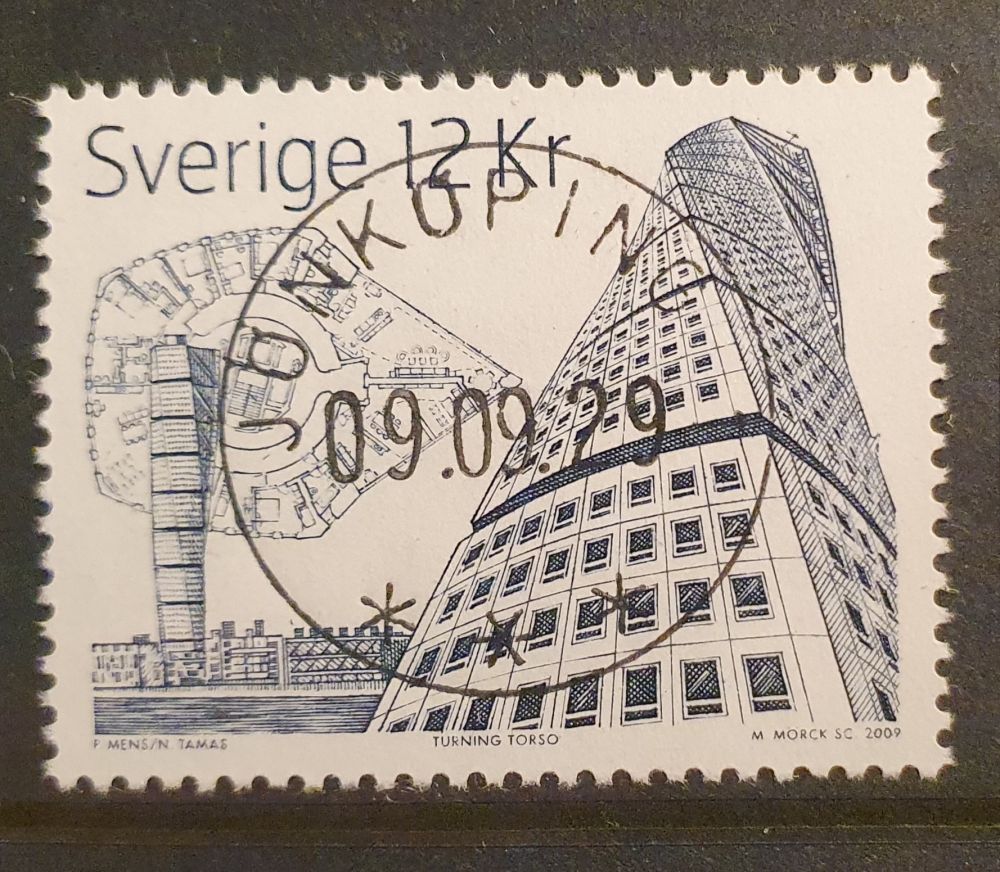 Sverige 12 Kr
JÖNKÖPING
09.09.29
* * *
P. MENS/N. TAMAS
TURNING TORSO
M MÖRCK SC. 2009